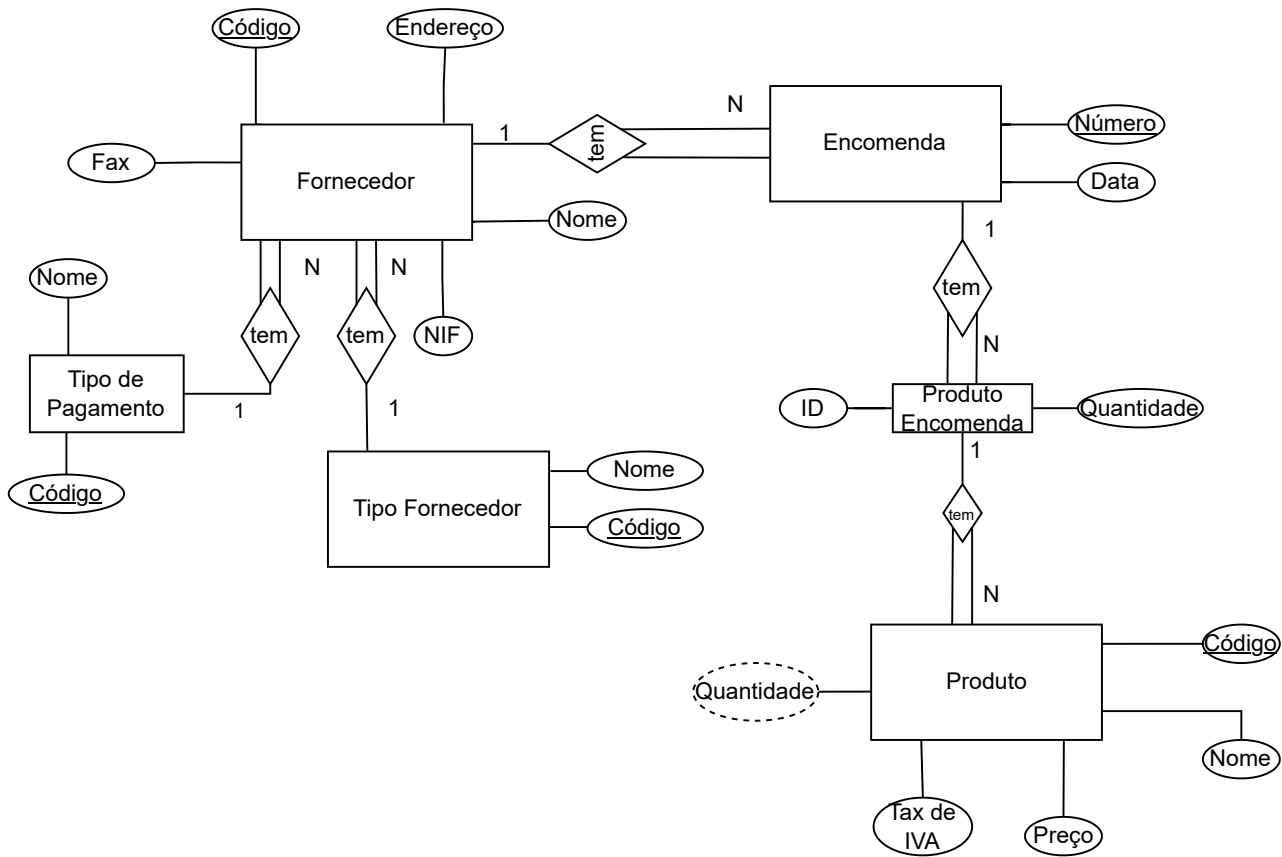 Código
Endereço
N
1
tem
Encomenda
Número
Fax
Fornecedor
Data
Nome
1
N
N
Nome
tem
tem
tem
NIF
N
Tipo de
Pagamento
1
1
ID
Produto
Encomenda
Quantidade
1
Nome
Código
Tipo Fornecedor
Código
tem
N
Código
Produto
Quantidade
Nome
Tax de
IVA
Preço